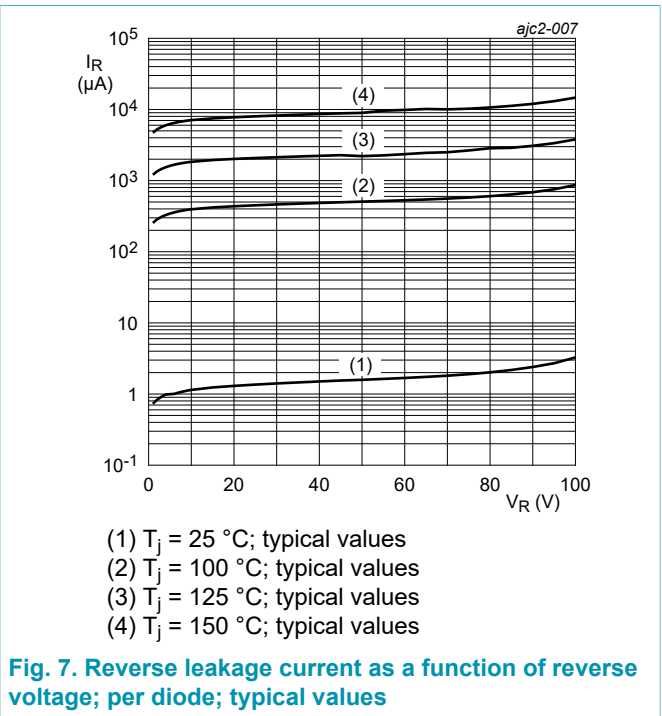 ajc2-007
10⁵
I_R
(μA)
10⁴
10³
10²
10
1
10⁻¹
(4)
(3)
(2)
(1)
0 20 40 60 80 100
V_R (V)
(1) T_j = 25 °C; typical values
(2) T_j = 100 °C; typical values
(3) T_j = 125 °C; typical values
(4) T_j = 150 °C; typical values
Fig. 7. Reverse leakage current as a function of reverse
voltage; per diode; typical values